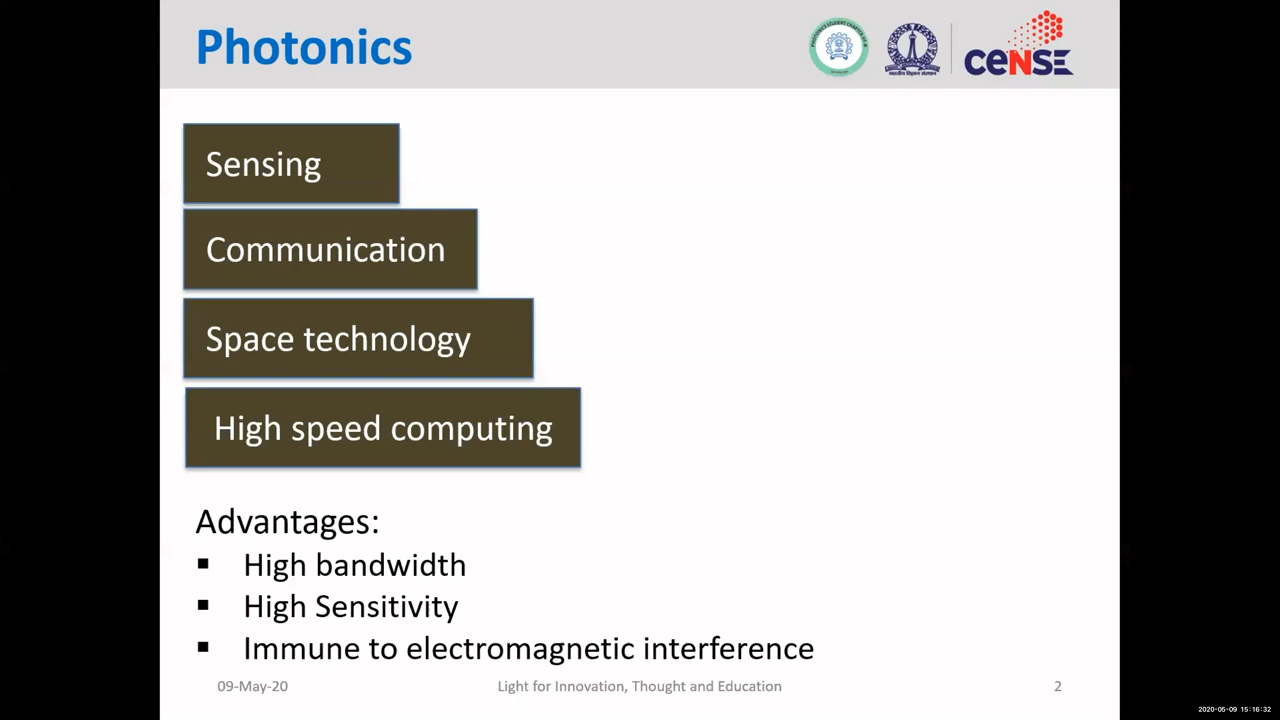 Photonics
ceNSE
Sensing
Communication
Space technology
High speed computing
Advantages:
▪ High bandwidth
▪ High Sensitivity
▪ Immune to electromagnetic interference
09-May-20
Light for Innovation, Thought and Education
2
2020-05-09 15:16:32